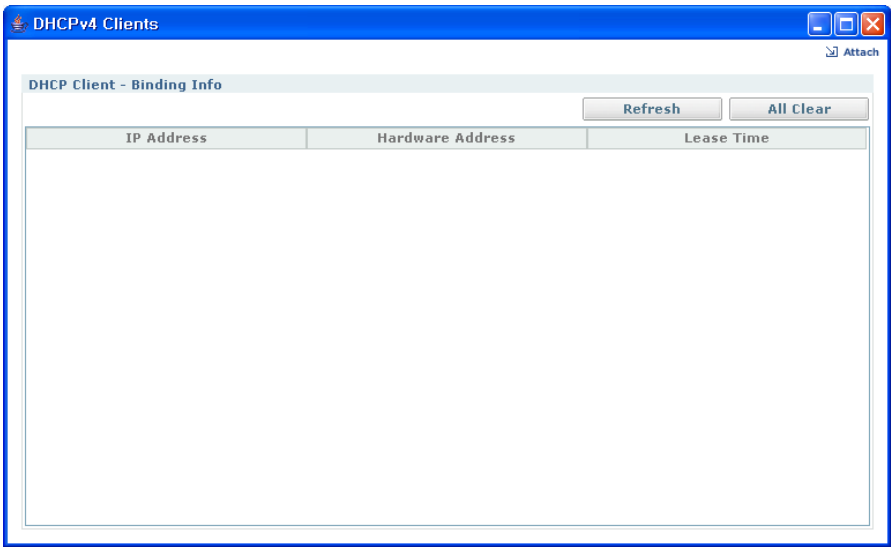 DHCPv4 Clients
Attach
DHCP Client - Binding Info
Refresh All Clear
IP Address Hardware Address Lease Time